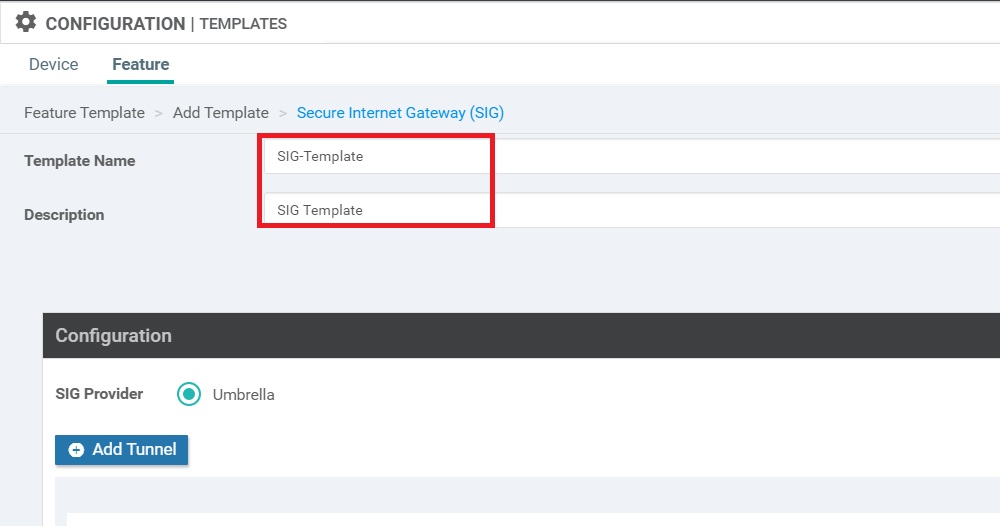 CONFIGURATION | TEMPLATES
Device Feature
Feature Template > Add Template > Secure Internet Gateway (SIG)
Template Name SIG-Template
Description SIG Template
Configuration
SIG Provider Umbrella
Add Tunnel